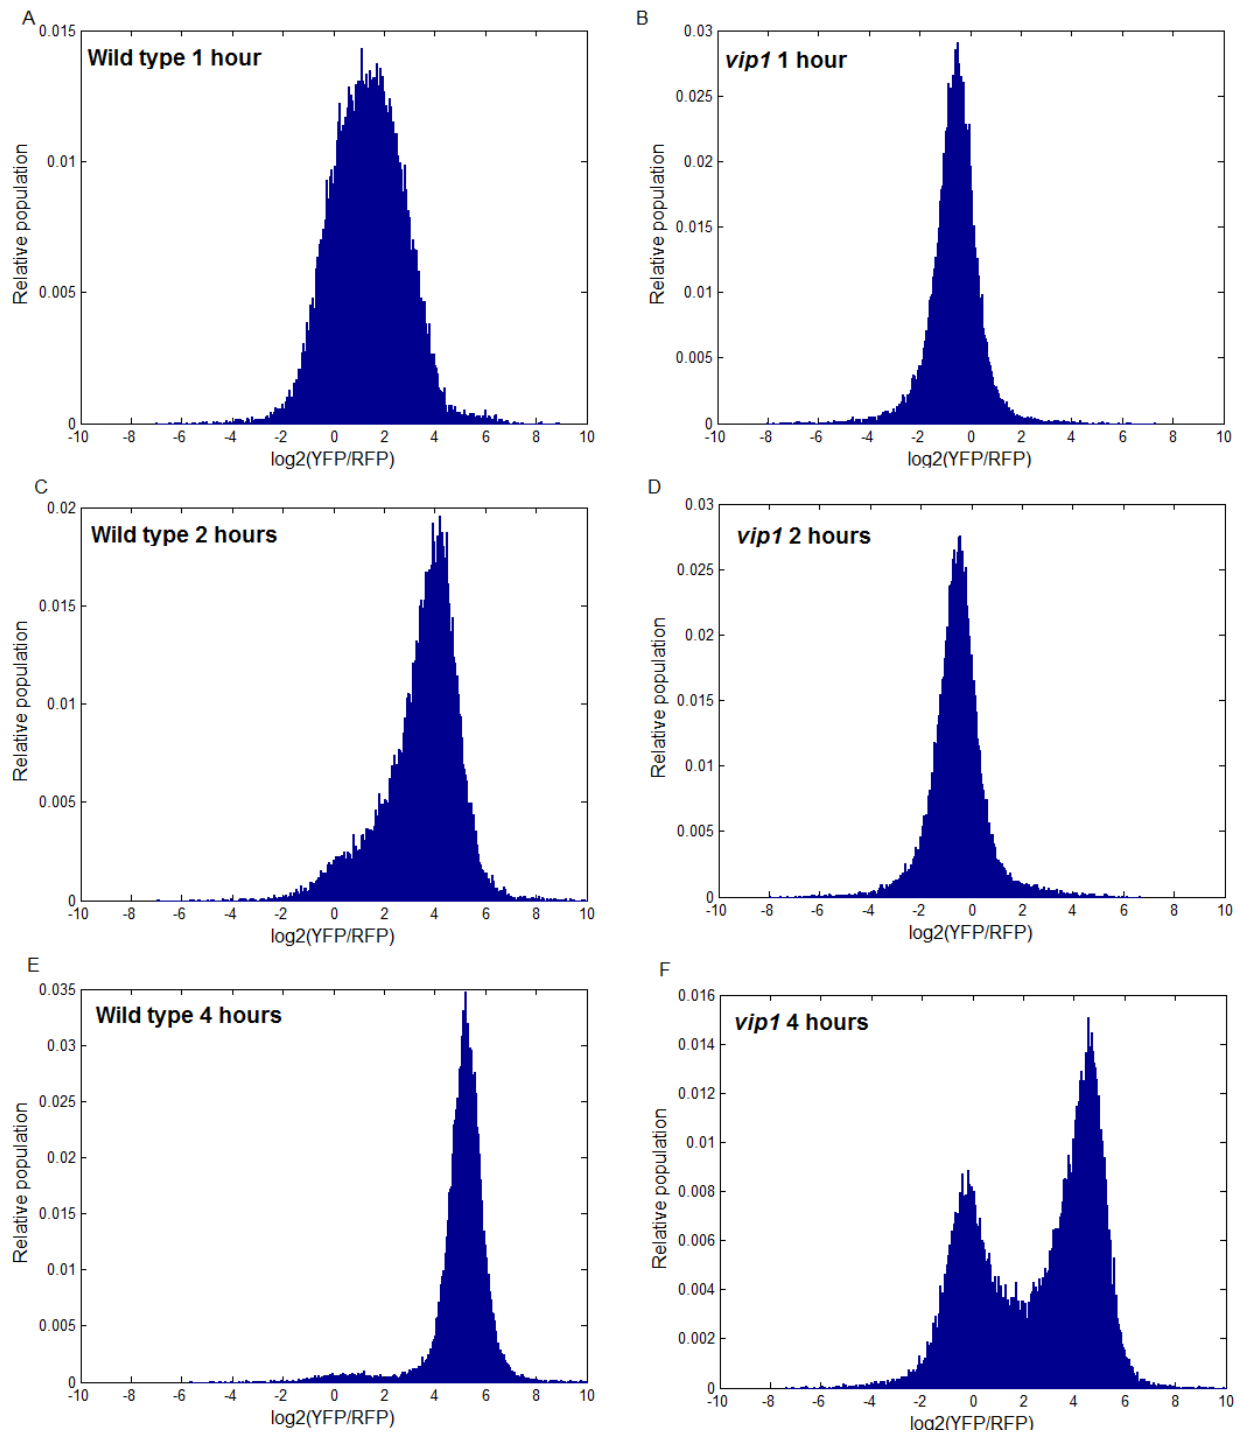 A
0.015
Wild type 1 hour
0.01
Relative population
0.005
0
-10 -8 -6 -4 -2 0 2 4 6 8 10
log2(YFP/RFP)
B
0.03
vip1 1 hour
0.025
0.02
0.015
Relative population
0.01
0.005
0
-10 -8 -6 -4 -2 0 2 4 6 8 10
log2(YFP/RFP)
C
0.02
Wild type 2 hours
0.015
Relative population
0.01
0.005
0
-10 -8 -6 -4 -2 0 2 4 6 8 10
log2(YFP/RFP)
D
0.03
vip1 2 hours
0.025
0.02
0.015
Relative population
0.01
0.005
0
-10 -8 -6 -4 -2 0 2 4 6 8 10
log2(YFP/RFP)
E
0.035
Wild type 4 hours
0.03
0.025
0.02
Relative population
0.015
0.01
0.005
0
-10 -8 -6 -4 -2 0 2 4 6 8 10
log2(YFP/RFP)
F
0.016
vip1 4 hours
0.014
0.012
0.01
Relative population
0.008
0.006
0.004
0.002
0
-10 -8 -6 -4 -2 0 2 4 6 8 10
log2(YFP/RFP)